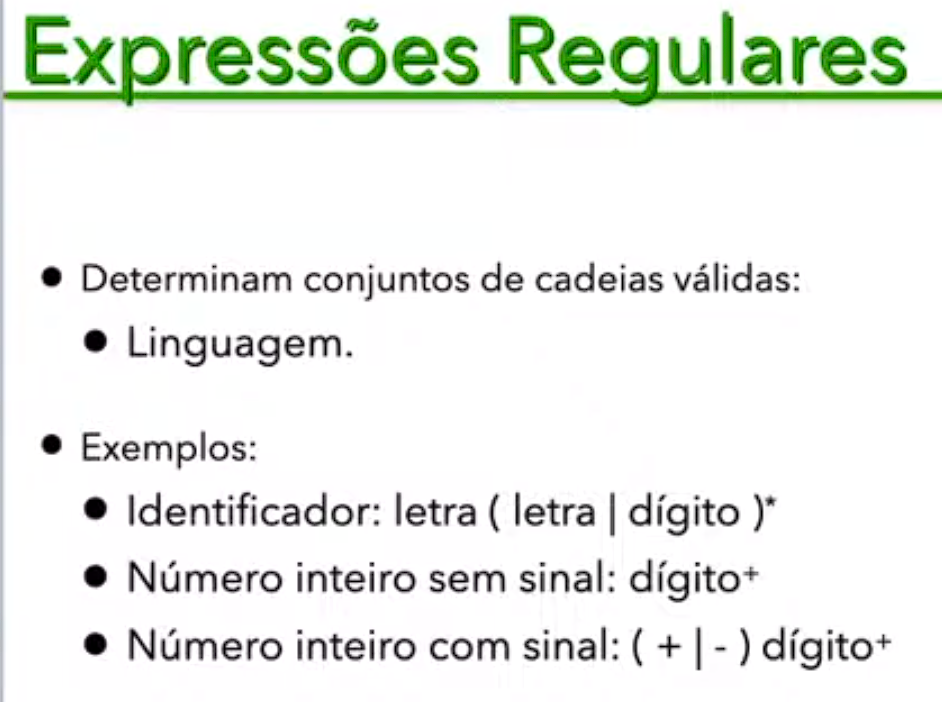 Expressões Regulares
● Determinam conjuntos de cadeias válidas:
● Linguagem.
● Exemplos:
● Identificador: letra ( letra | dígito )*
● Número inteiro sem sinal: dígito⁺
● Número inteiro com sinal: ( + | - ) dígito⁺